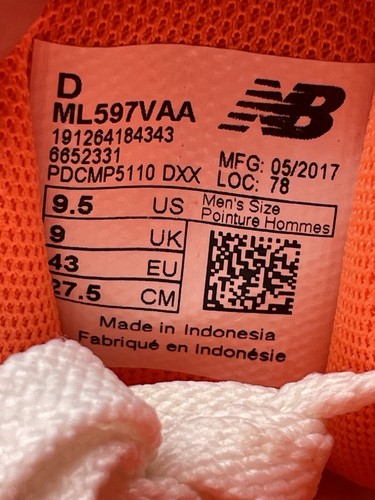 D
ML597VAA
NB
191264184343
6652331
PDCMP5110 DXX
MFG: 05/2017
LOC: 78
9.5 US
Men's Size
Pointure Hommes
9 UK
43 EU
27.5 CM
Made in Indonesia
Fabriqué en Indonésie